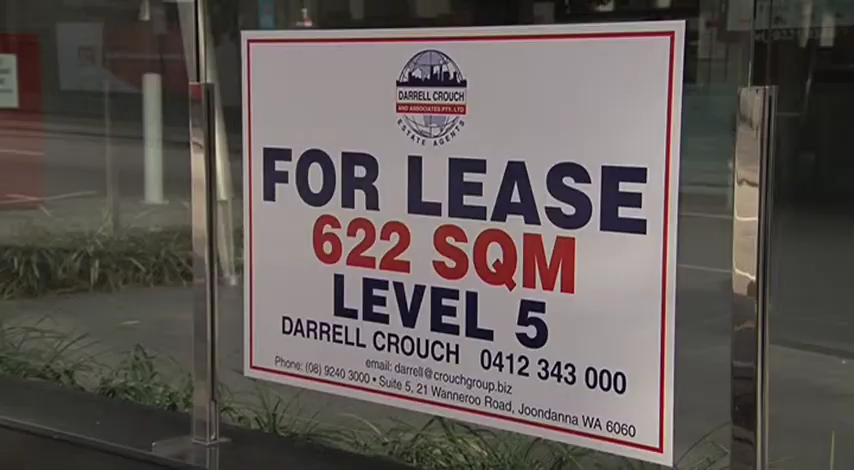 DARRELL CROUCH
AND ASSOCIATES PTY. LTD
ESTATE AGENTS
FOR LEASE
622 SQM
LEVEL 5
DARRELL CROUCH 0412 343 000
email: darrell@crouchgroup.biz
Phone: (08) 9240 3000 • Suite 5, 21 Wanneroo Road, Joondanna WA 6060